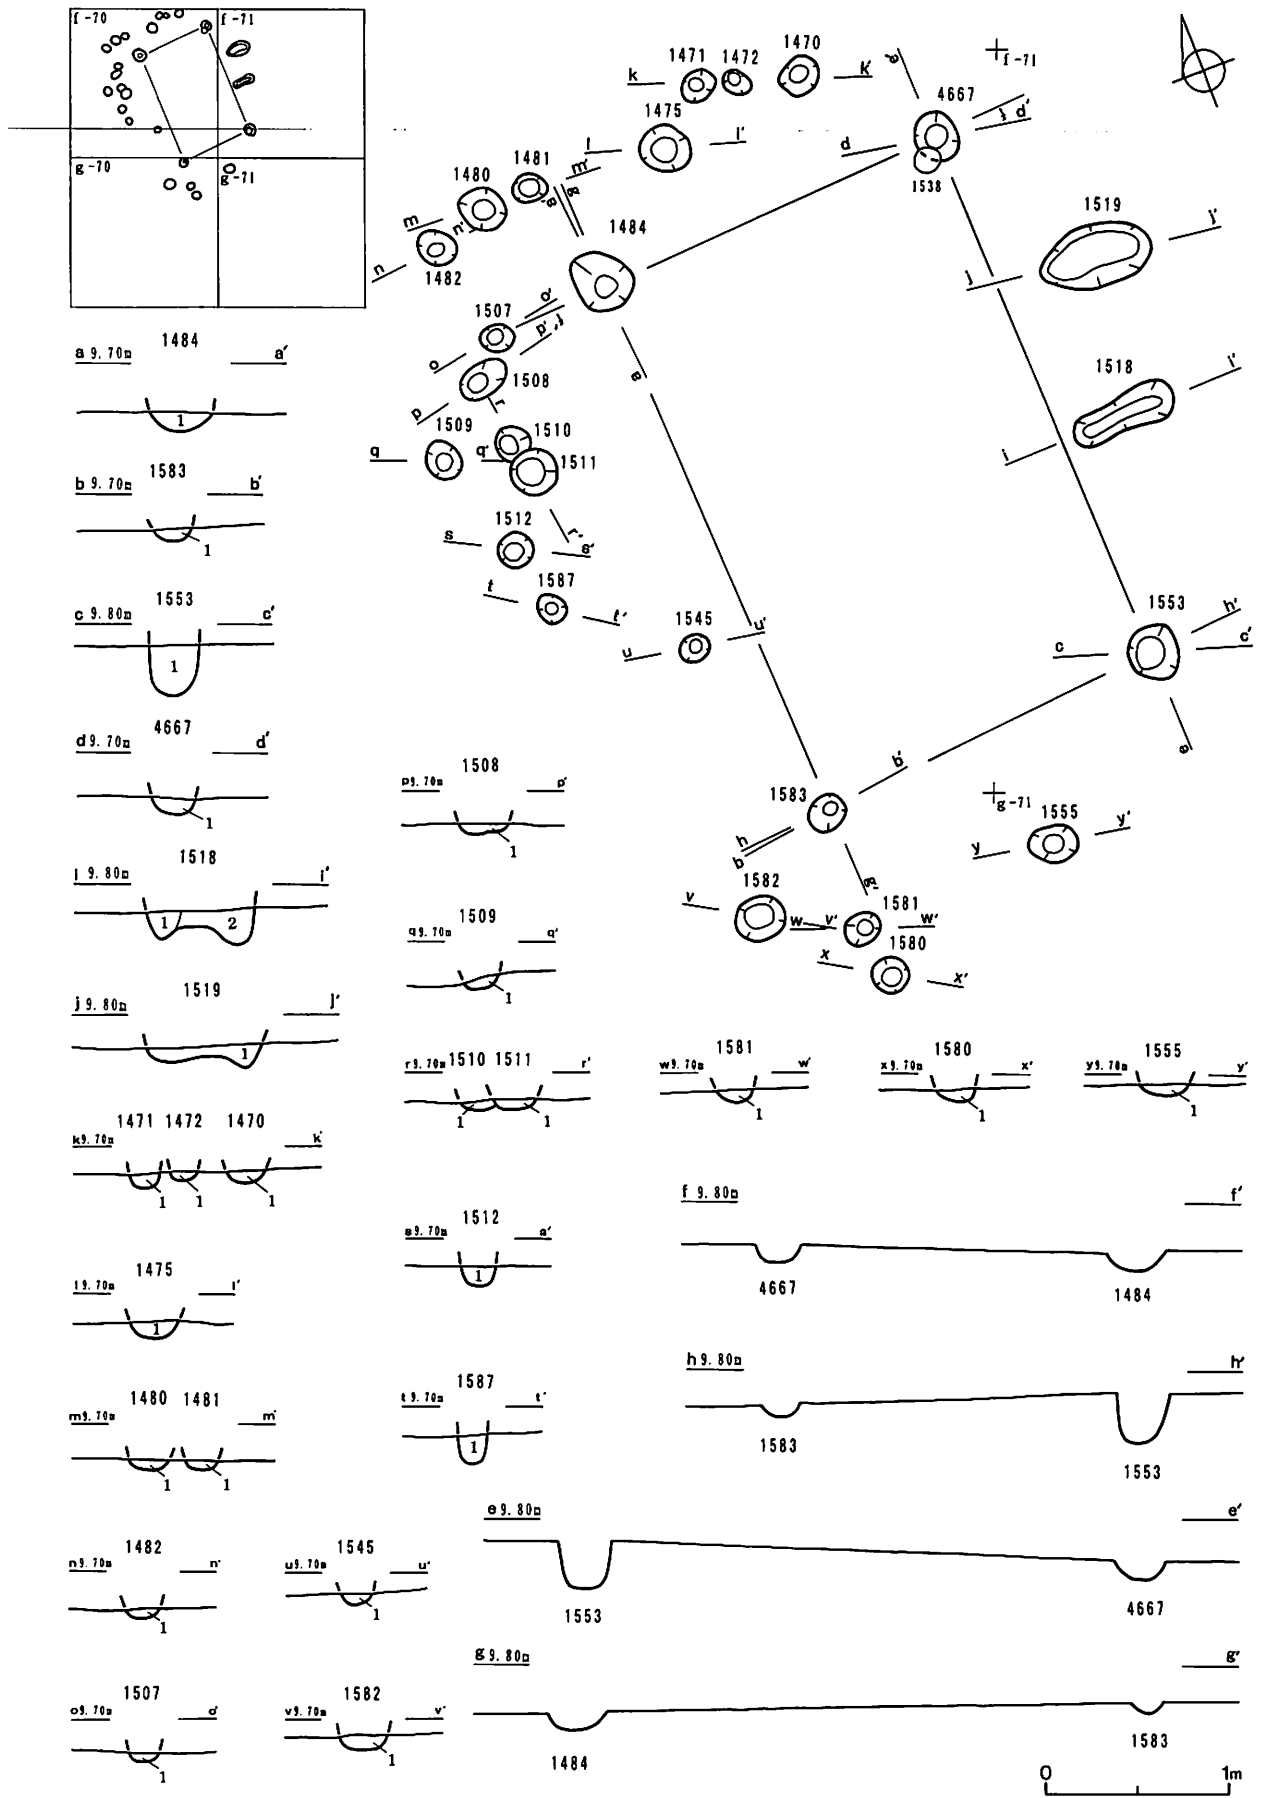 f-70 f-71
g-70 g-71
1471 1472 1470
k k'
f-71
1475
l l'
4667
d d'
1538
1480 1481
m m'
n n'
1482
1484
1519
j j'
1518
i i'
1507
o o'
p p'
1508
r
1509 1510
q q'
1511
1512
s s'
r'
1587
t t'
1545
u u'
1553
h'
c c'
e
1583
b'
h
b
g-71
1555
y y'
g'
1582
v v'
1581
w w'
1580
x x'
1484
a 9.70m a'
1
1583
b 9.70m b'
1
1553
c 9.80m c'
1
4667
d 9.70m d'
1
1518
i 9.80m i'
1 2
1519
j 9.80m j'
1
1471 1472 1470
k 9.70m k'
1 1 1
1475
l 9.70m l'
1
1480 1481
m 9.70m m'
1 1
1482
n 9.70m n'
1
1507
o 9.70m o'
1
1508
p 9.70m p'
1
1509
q 9.70m q'
1
r 9.70m 1510 1511 r'
1 1
1512
s 9.70m s'
1
1587
t 9.70m t'
1
1545
u 9.70m u'
1
1582
v 9.70m v'
1
1581
w 9.70m w'
1
1580
x 9.70m x'
1
1555
y 9.70m y'
1
f 9.80m f'
4667 1484
h 9.80m h'
1583 1553
e 9.80m e'
1553 4667
g 9.80m g'
1484 1583
0 1m